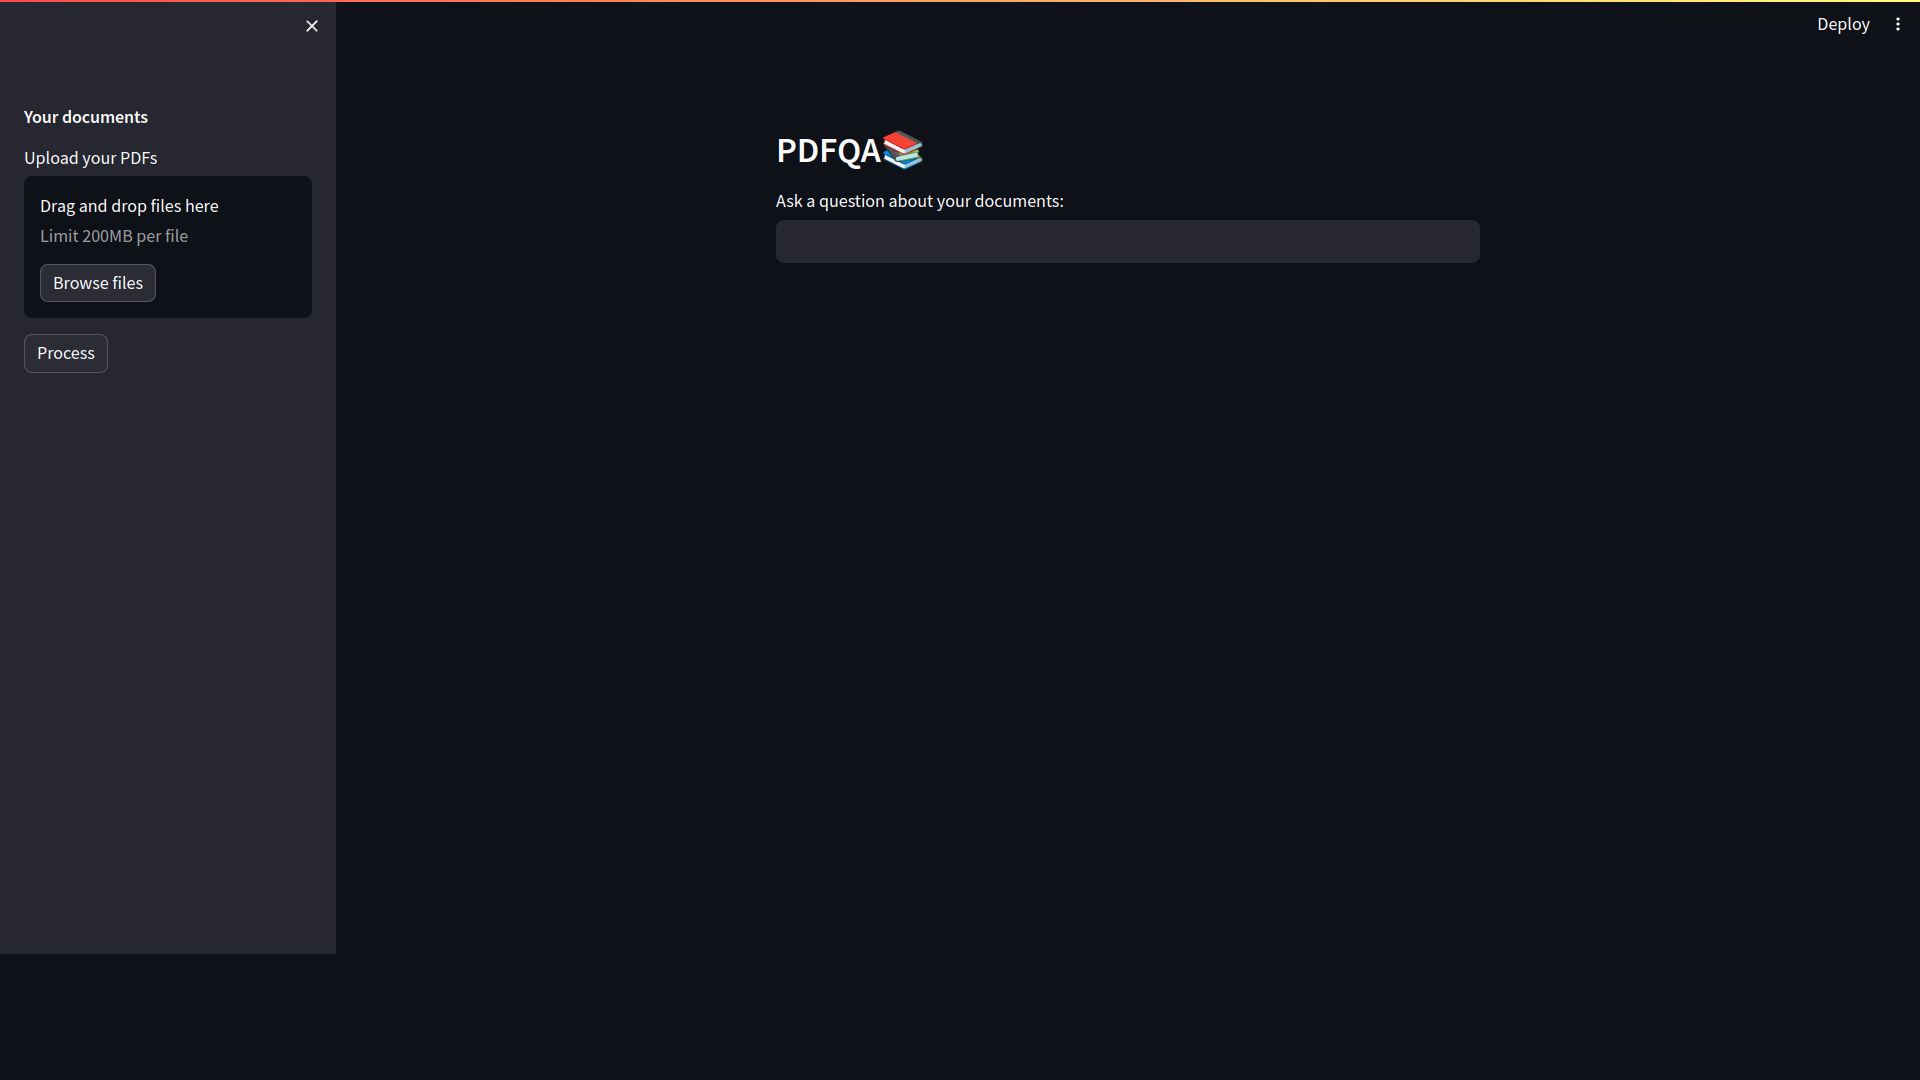 Deploy
Your documents
Upload your PDFs
Drag and drop files here
Limit 200MB per file
Browse files
Process
PDFQA📚
Ask a question about your documents: